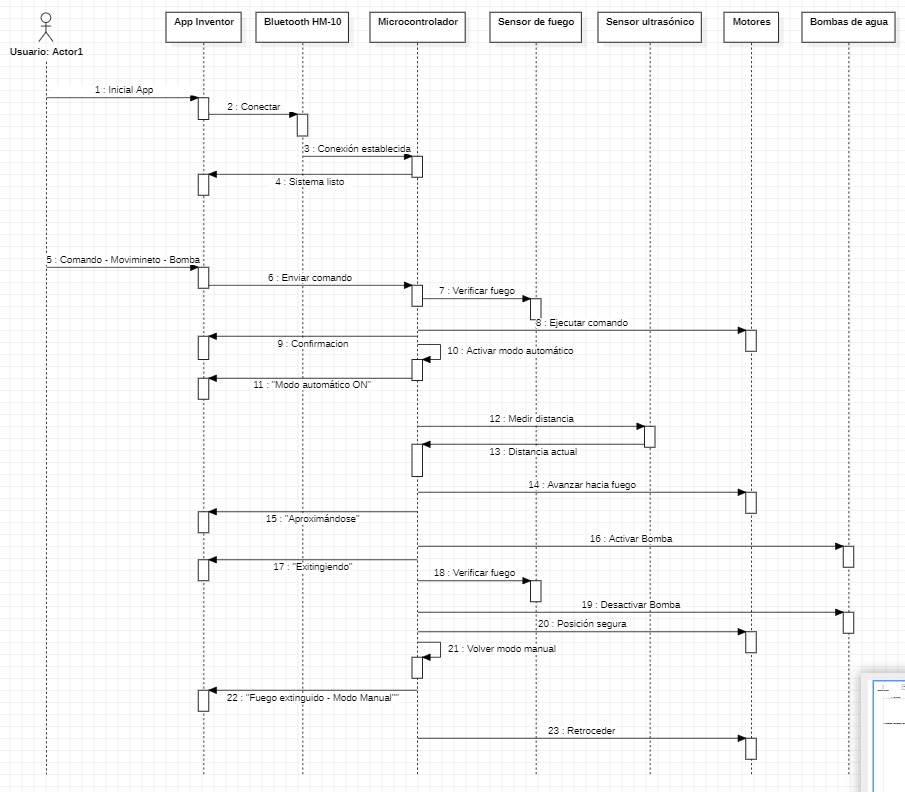 App Inventor
Bluetooth HM-10
Microcontrolador
Sensor de fuego
Sensor ultrasónico
Motores
Bombas de agua
Usuario: Actor1
1 : Inicial App
2 : Conectar
3 : Conexión establecida
4 : Sistema listo
5 : Comando - Movimineto - Bomba
6 : Enviar comando
7 : Verificar fuego
8 : Ejecutar comando
9 : Confirmacion
10 : Activar modo automático
11 : "Modo automático ON"
12 : Medir distancia
13 : Distancia actual
14 : Avanzar hacia fuego
15 : "Aproximándose"
16 : Activar Bomba
17 : "Exitingiendo"
18 : Verificar fuego
19 : Desactivar Bomba
20 : Posición segura
21 : Volver modo manual
22 : "Fuego extinguido - Modo Manual""
23 : Retroceder